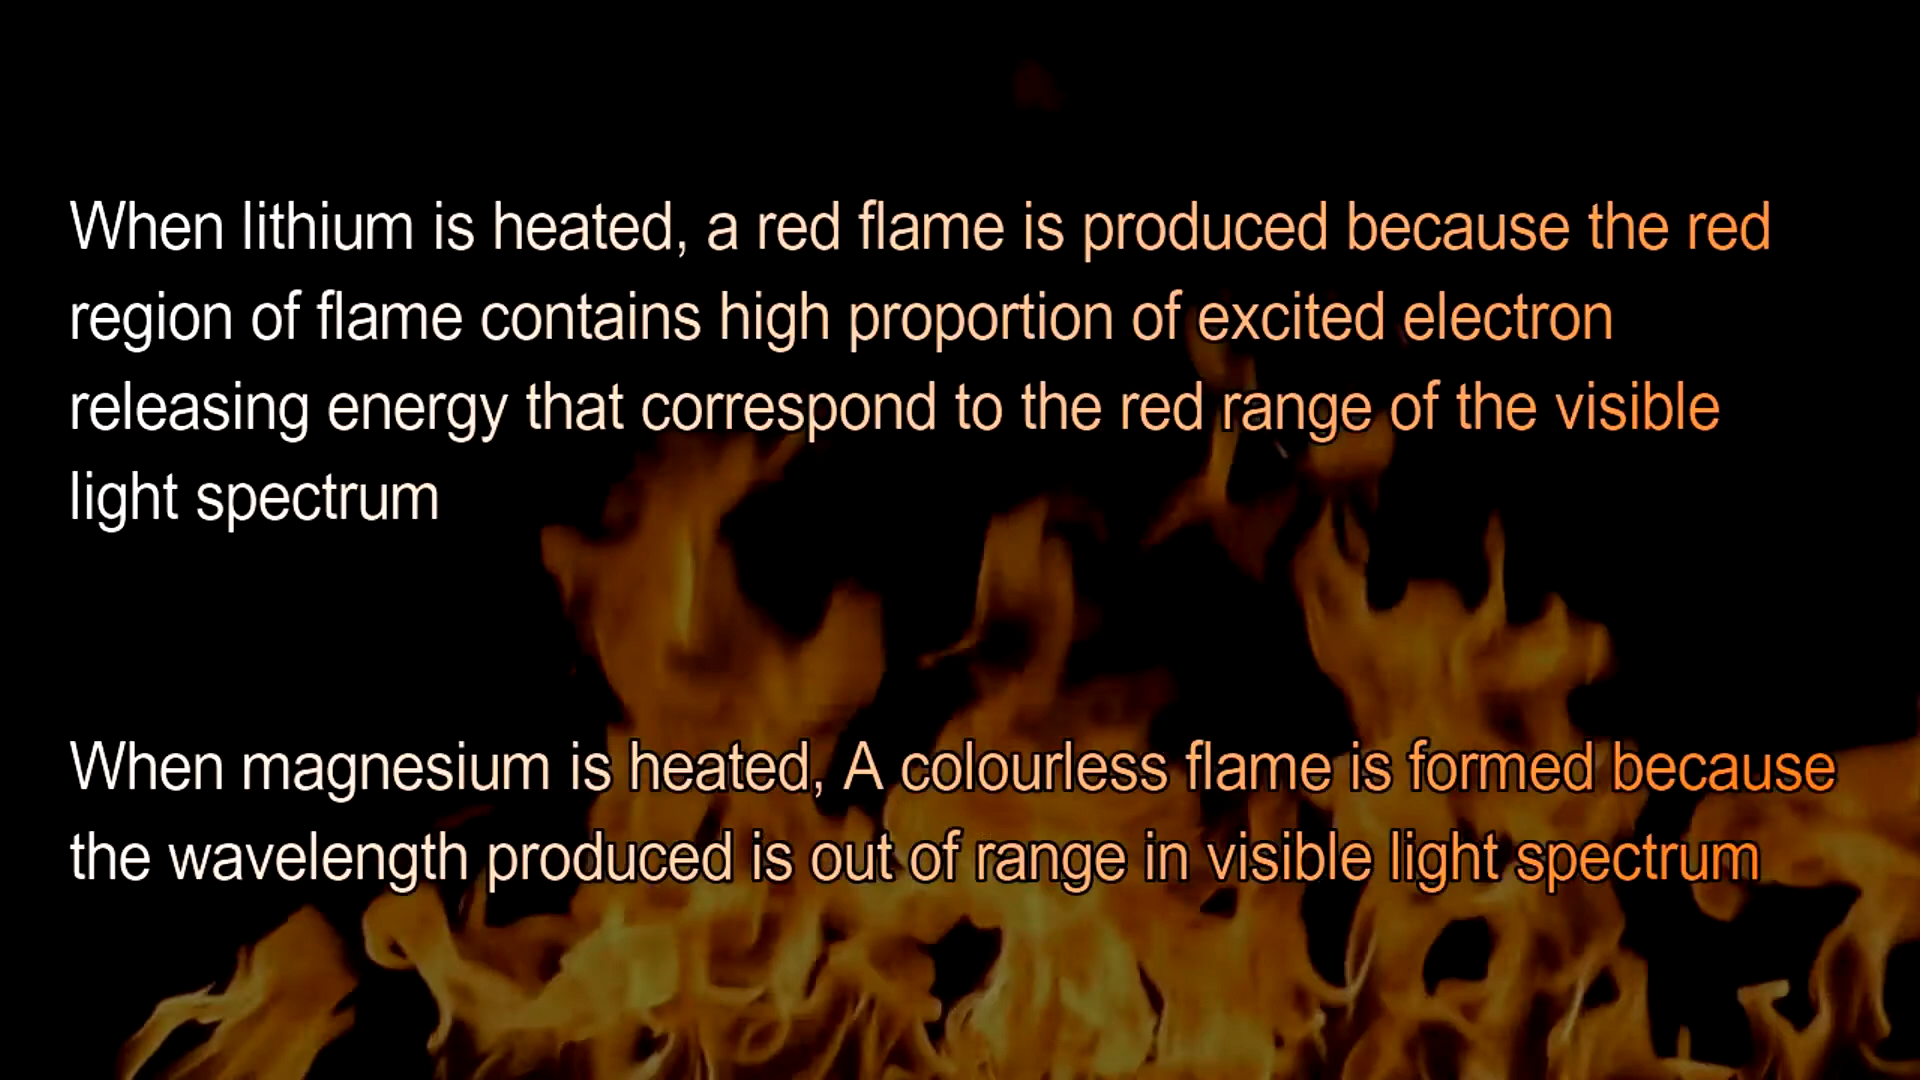 When lithium is heated, a red flame is produced because the red
region of flame contains high proportion of excited electron
releasing energy that correspond to the red range of the visible
light spectrum
When magnesium is heated, A colourless flame is formed because
the wavelength produced is out of range in visible light spectrum